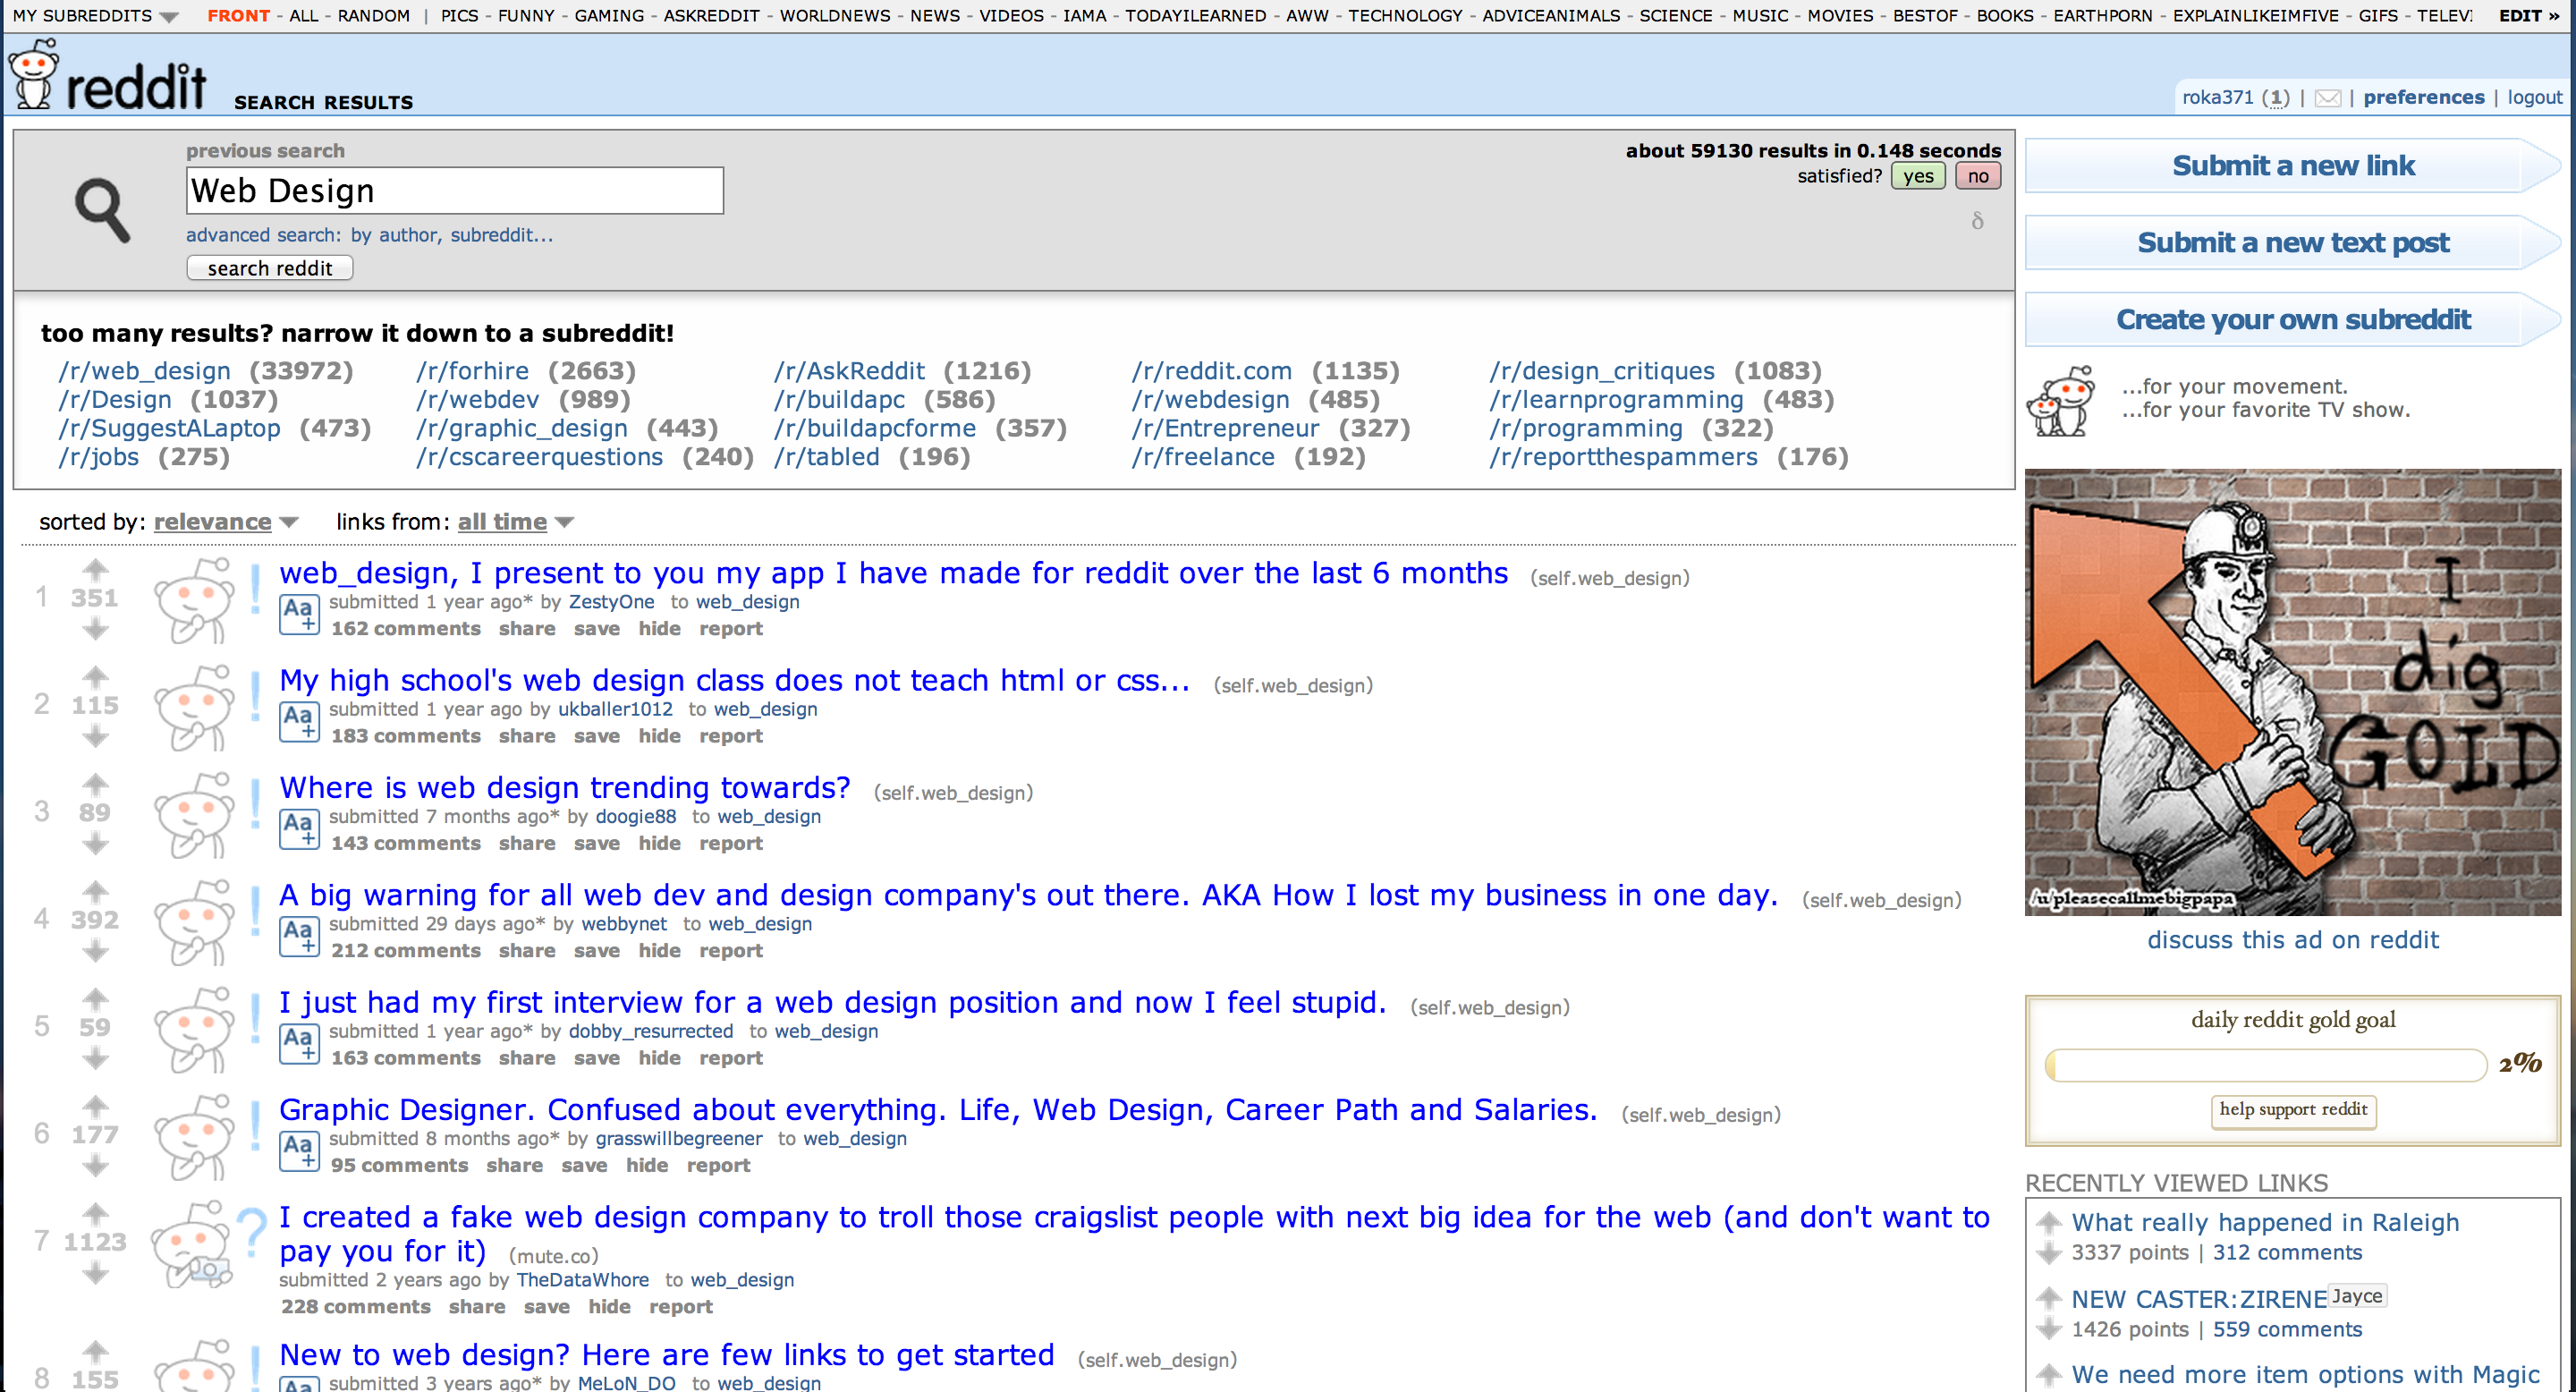 MY SUBREDDITS FRONT - ALL - RANDOM | PICS - FUNNY - GAMING - ASKREDDIT - WORLDNEWS - NEWS - VIDEOS - IAMA - TODAYILEARNED - AWW - TECHNOLOGY - ADVICEANIMALS - SCIENCE - MUSIC - MOVIES - BESTOF - BOOKS - EARTHPORN - EXPLAINLIKEIMFIVE - GIFS - TELEVI EDIT »
reddit SEARCH RESULTS
roka371 (1) | | preferences | logout
previous search
Web Design
advanced search: by author, subreddit...
search reddit
about 59130 results in 0.148 seconds
satisfied? yes no
δ
too many results? narrow it down to a subreddit!
/r/web_design (33972) /r/forhire (2663) /r/AskReddit (1216) /r/reddit.com (1135) /r/design_critiques (1083)
/r/Design (1037) /r/webdev (989) /r/buildapc (586) /r/webdesign (485) /r/learnprogramming (483)
/r/SuggestALaptop (473) /r/graphic_design (443) /r/buildapcforme (357) /r/Entrepreneur (327) /r/programming (322)
/r/jobs (275) /r/cscareerquestions (240) /r/tabled (196) /r/freelance (192) /r/reportthespammers (176)
sorted by: relevance links from: all time
1 351 ! web_design, I present to you my app I have made for reddit over the last 6 months (self.web_design)
Aa+ submitted 1 year ago* by ZestyOne to web_design
162 comments share save hide report
2 115 ! My high school's web design class does not teach html or css... (self.web_design)
Aa+ submitted 1 year ago by ukballer1012 to web_design
183 comments share save hide report
3 89 ! Where is web design trending towards? (self.web_design)
Aa+ submitted 7 months ago* by doogie88 to web_design
143 comments share save hide report
4 392 ! A big warning for all web dev and design company's out there. AKA How I lost my business in one day. (self.web_design)
Aa+ submitted 29 days ago* by webbynet to web_design
212 comments share save hide report
5 59 ! I just had my first interview for a web design position and now I feel stupid. (self.web_design)
Aa+ submitted 1 year ago* by dobby_resurrected to web_design
163 comments share save hide report
6 177 ! Graphic Designer. Confused about everything. Life, Web Design, Career Path and Salaries. (self.web_design)
Aa+ submitted 8 months ago* by grasswillbegreener to web_design
95 comments share save hide report
7 1123 ? I created a fake web design company to troll those craigslist people with next big idea for the web (and don't want to
pay you for it) (mute.co)
submitted 2 years ago by TheDataWhore to web_design
228 comments share save hide report
8 155 New to web design? Here are few links to get started (self.web_design)
Aa submitted 3 years ago* by MeLoN_DO to web_design
Submit a new link
Submit a new text post
Create your own subreddit
...for your movement.
...for your favorite TV show.
I
dig
GOLD
/u/pleasecallmebigpapa
discuss this ad on reddit
daily reddit gold goal
2%
help support reddit
RECENTLY VIEWED LINKS
What really happened in Raleigh
3337 points | 312 comments
NEW CASTER:ZIRENE Jayce
1426 points | 559 comments
We need more item options with Magic